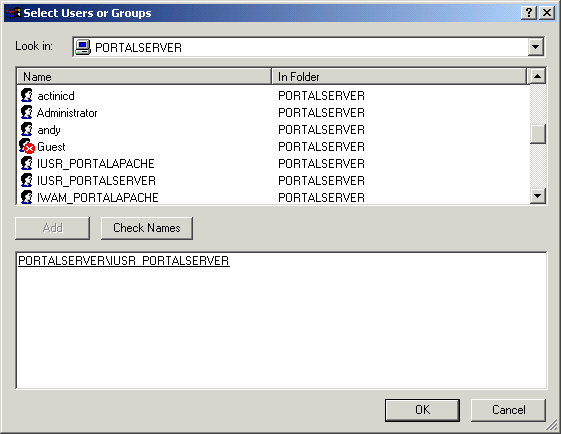 Select Users or Groups
Look in: PORTALSERVER
Name In Folder
actinicd PORTALSERVER
Administrator PORTALSERVER
andy PORTALSERVER
Guest PORTALSERVER
IUSR_PORTALAPACHE PORTALSERVER
IUSR_PORTALSERVER PORTALSERVER
IWAM_PORTALAPACHE PORTALSERVER
Add Check Names
PORTALSERVER\IUSR_PORTALSERVER
OK Cancel